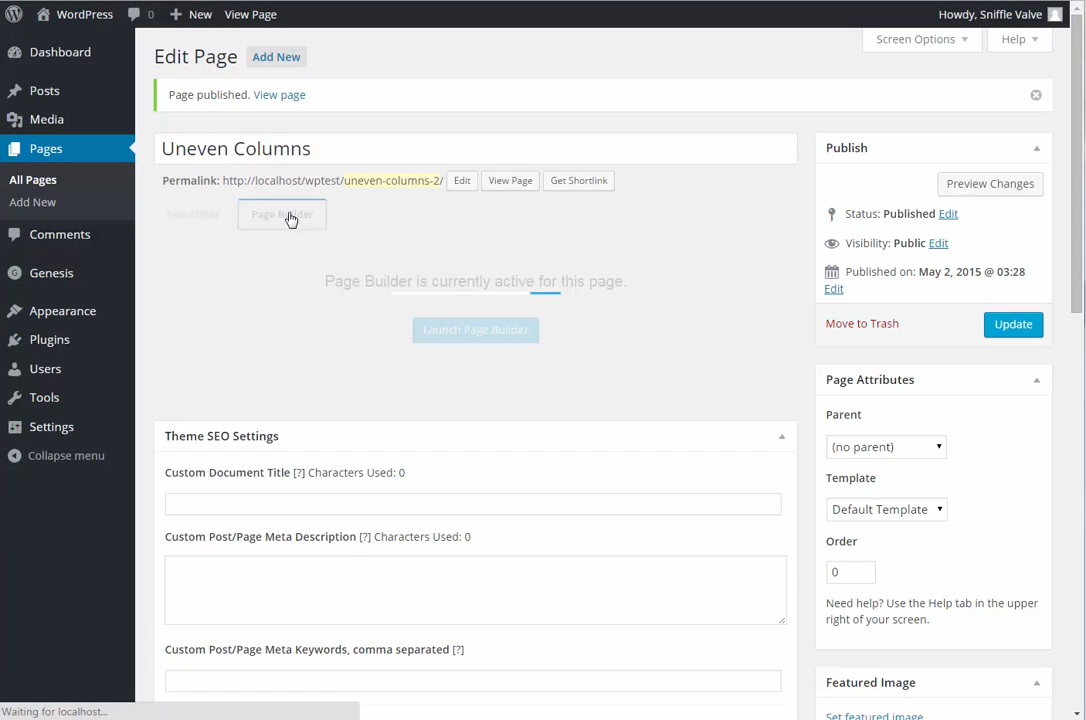 WordPress 0 New View Page Howdy, Sniffle Valve
Dashboard
Posts
Media
Pages
All Pages
Add New
Comments
Genesis
Appearance
Plugins
Users
Tools
Settings
Collapse menu
Screen Options Help
Edit Page Add New
Page published. View page
Uneven Columns
Permalink: http://localhost/wptest/uneven-columns-2/ Edit View Page Get Shortlink
Text Editor Page Builder
Page Builder is currently active for this page.
Launch Page Builder
Theme SEO Settings
Custom Document Title [?] Characters Used: 0
Custom Post/Page Meta Description [?] Characters Used: 0
Custom Post/Page Meta Keywords, comma separated [?]
Publish
Preview Changes
Status: Published Edit
Visibility: Public Edit
Published on: May 2, 2015 @ 03:28
Edit
Move to Trash Update
Page Attributes
Parent
(no parent)
Template
Default Template
Order
0
Need help? Use the Help tab in the upper
right of your screen.
Featured Image
Set featured image
Waiting for localhost...